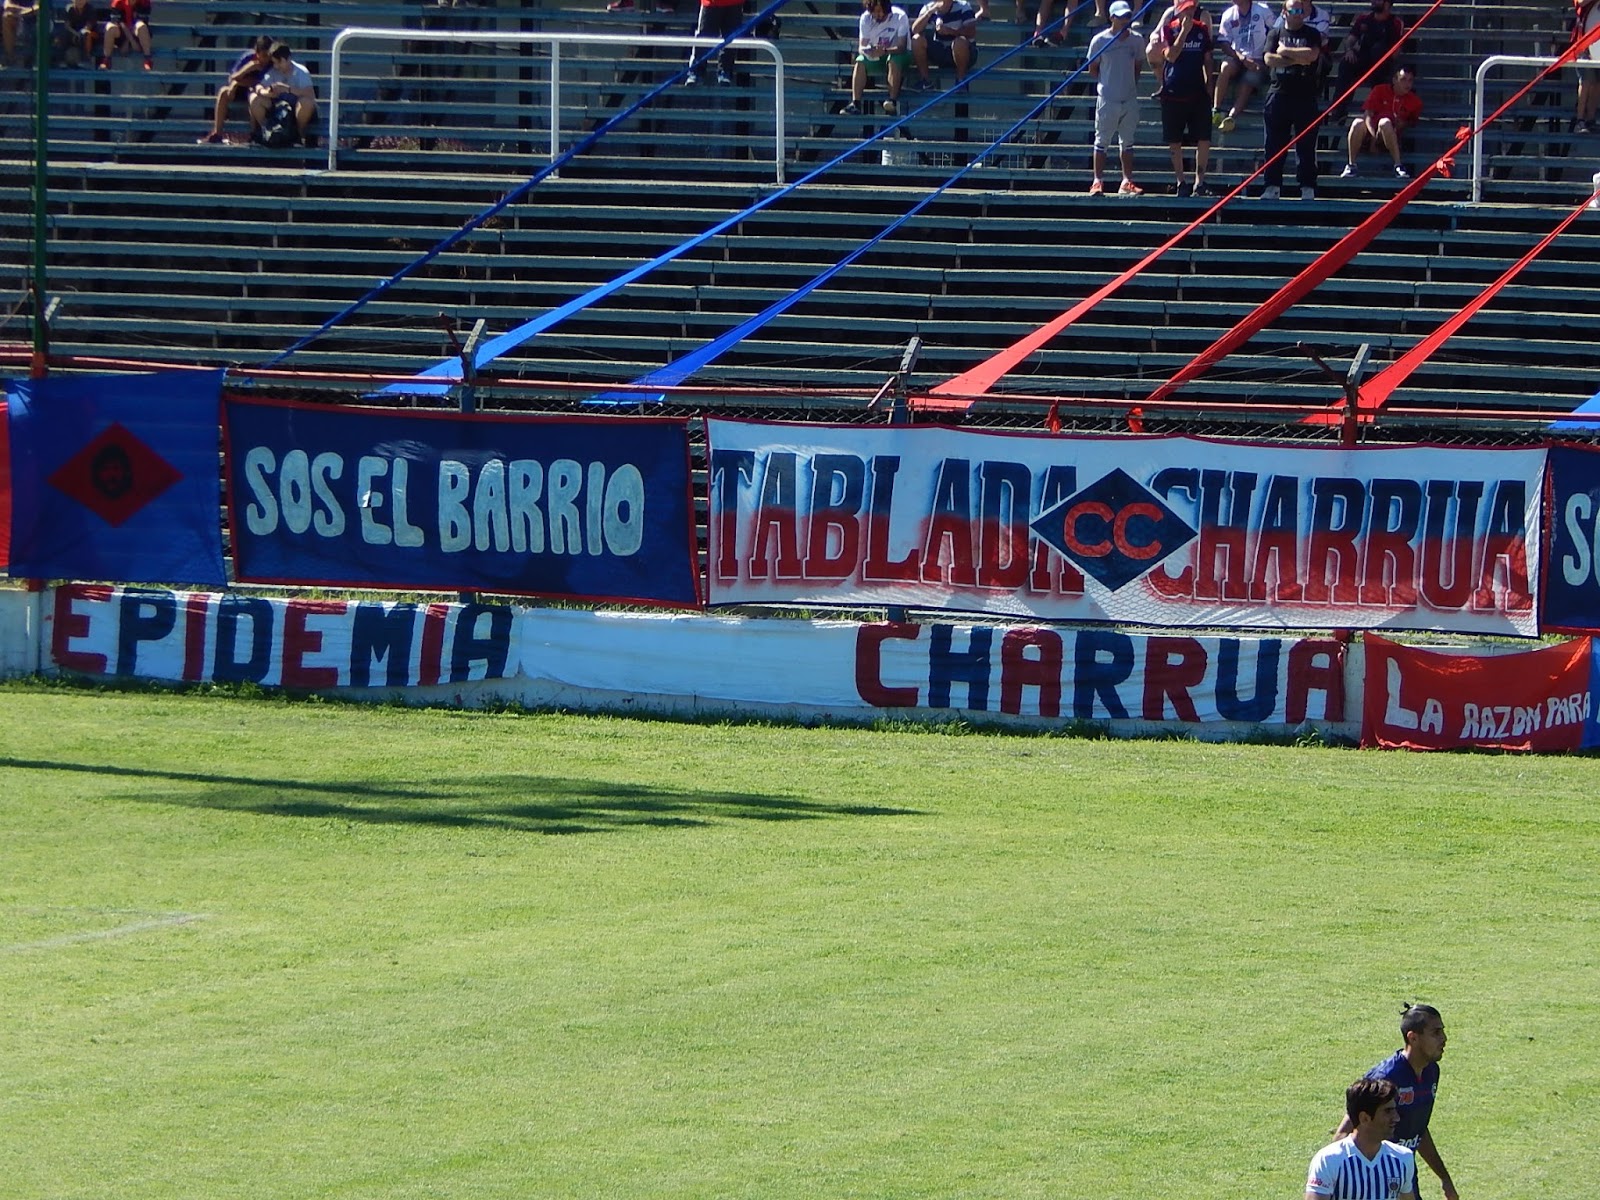 SOS EL BARRIO
TABLADA CC CHARRUA
EPIDEMIA CHARRUA
LA RAZON PARA